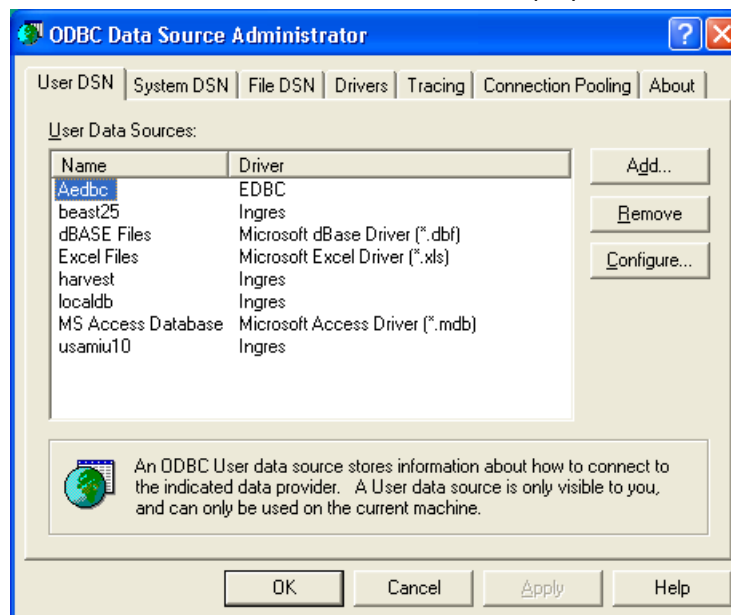 ODBC Data Source Administrator
User DSN System DSN File DSN Drivers Tracing Connection Pooling About
User Data Sources:
Name Driver
Aedbc EDBC
beast25 Ingres
dBASE Files Microsoft dBase Driver (*.dbf)
Excel Files Microsoft Excel Driver (*.xls)
harvest Ingres
localdb Ingres
MS Access Database Microsoft Access Driver (*.mdb)
usamiu10 Ingres
Add...
Remove
Configure...
An ODBC User data source stores information about how to connect to
the indicated data provider. A User data source is only visible to you,
and can only be used on the current machine.
OK Cancel Apply Help